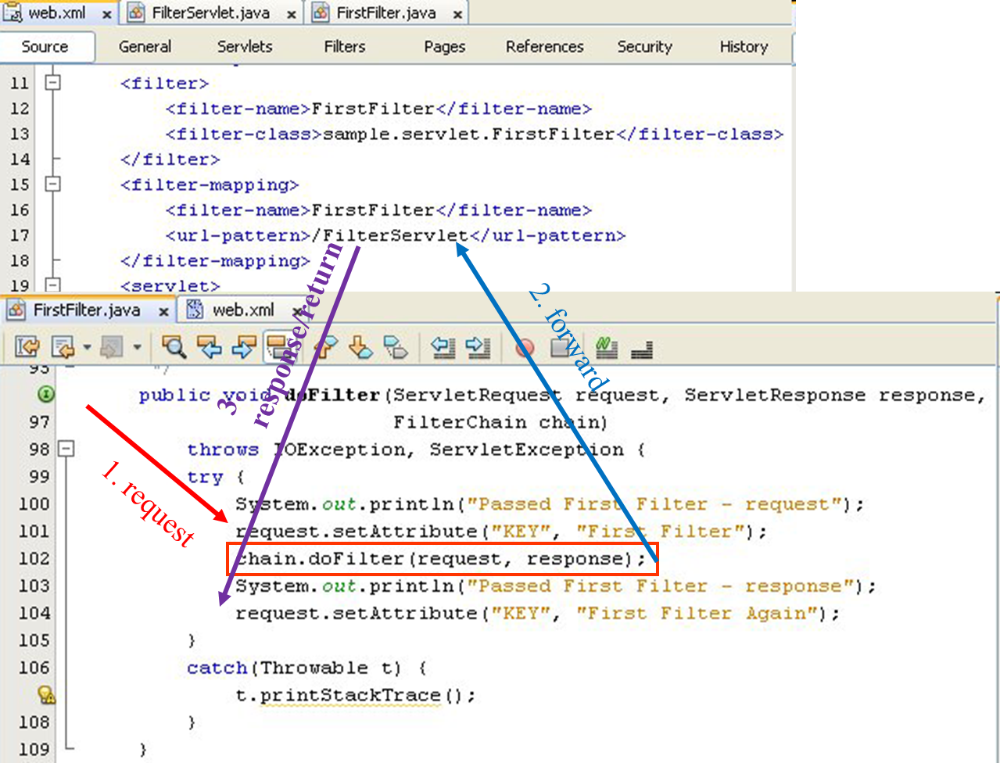 web.xml x FilterServlet.java x FirstFilter.java x
Source General Servlets Filters Pages References Security History
11 <filter>
12 <filter-name>FirstFilter</filter-name>
13 <filter-class>sample.servlet.FirstFilter</filter-class>
14 </filter>
15 <filter-mapping>
16 <filter-name>FirstFilter</filter-name>
17 <url-pattern>/FilterServlet</url-pattern>
18 </filter-mapping>
19 <servlet>
FirstFilter.java x web.xml x
95 */
public void doFilter(ServletRequest request, ServletResponse response,
97 FilterChain chain)
98 throws IOException, ServletException {
99 try {
100 System.out.println("Passed First Filter - request");
101 request.setAttribute("KEY", "First Filter");
102 chain.doFilter(request, response);
103 System.out.println("Passed First Filter - response");
104 request.setAttribute("KEY", "First Filter Again");
105 }
106 catch(Throwable t) {
t.printStackTrace();
108 }
109 }
1. request
2. forward
3.
response/return